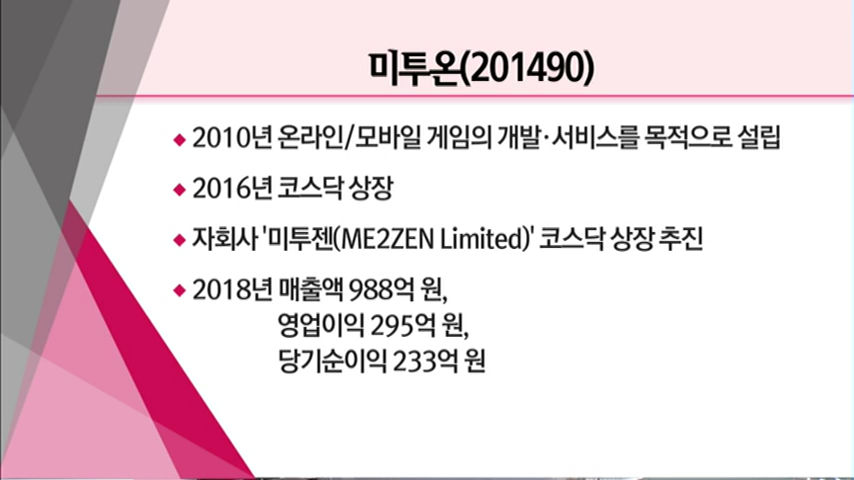 미투온(201490)
◆ 2010년 온라인/모바일 게임의 개발·서비스를 목적으로 설립
◆ 2016년 코스닥 상장
◆ 자회사 '미투젠(ME2ZEN Limited)' 코스닥 상장 추진
◆ 2018년 매출액 988억 원,
영업이익 295억 원,
당기순이익 233억 원